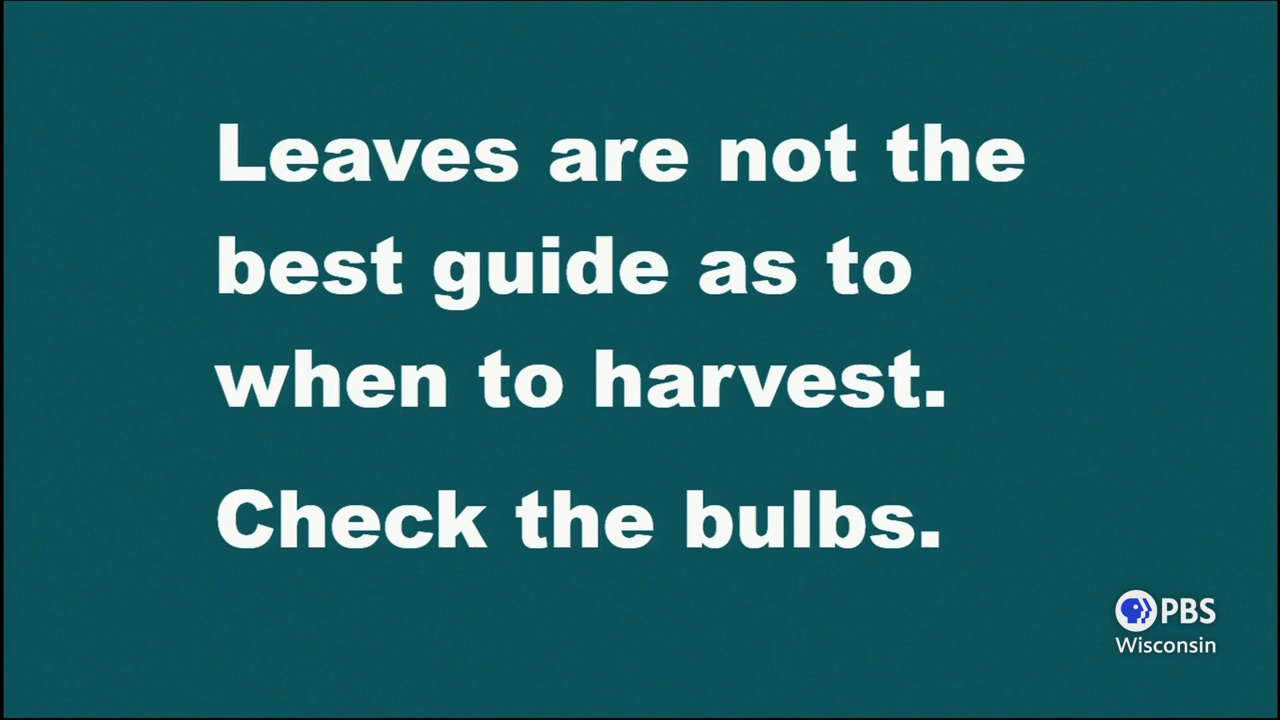 Leaves are not the
best guide as to
when to harvest.
Check the bulbs.
PBS
Wisconsin